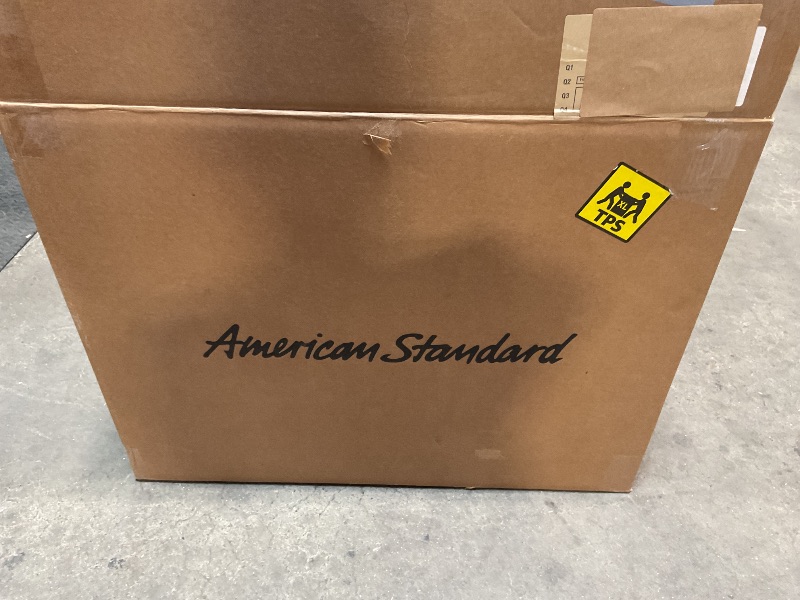 Q1
Q2
Q3
XL
TPS
American Standard